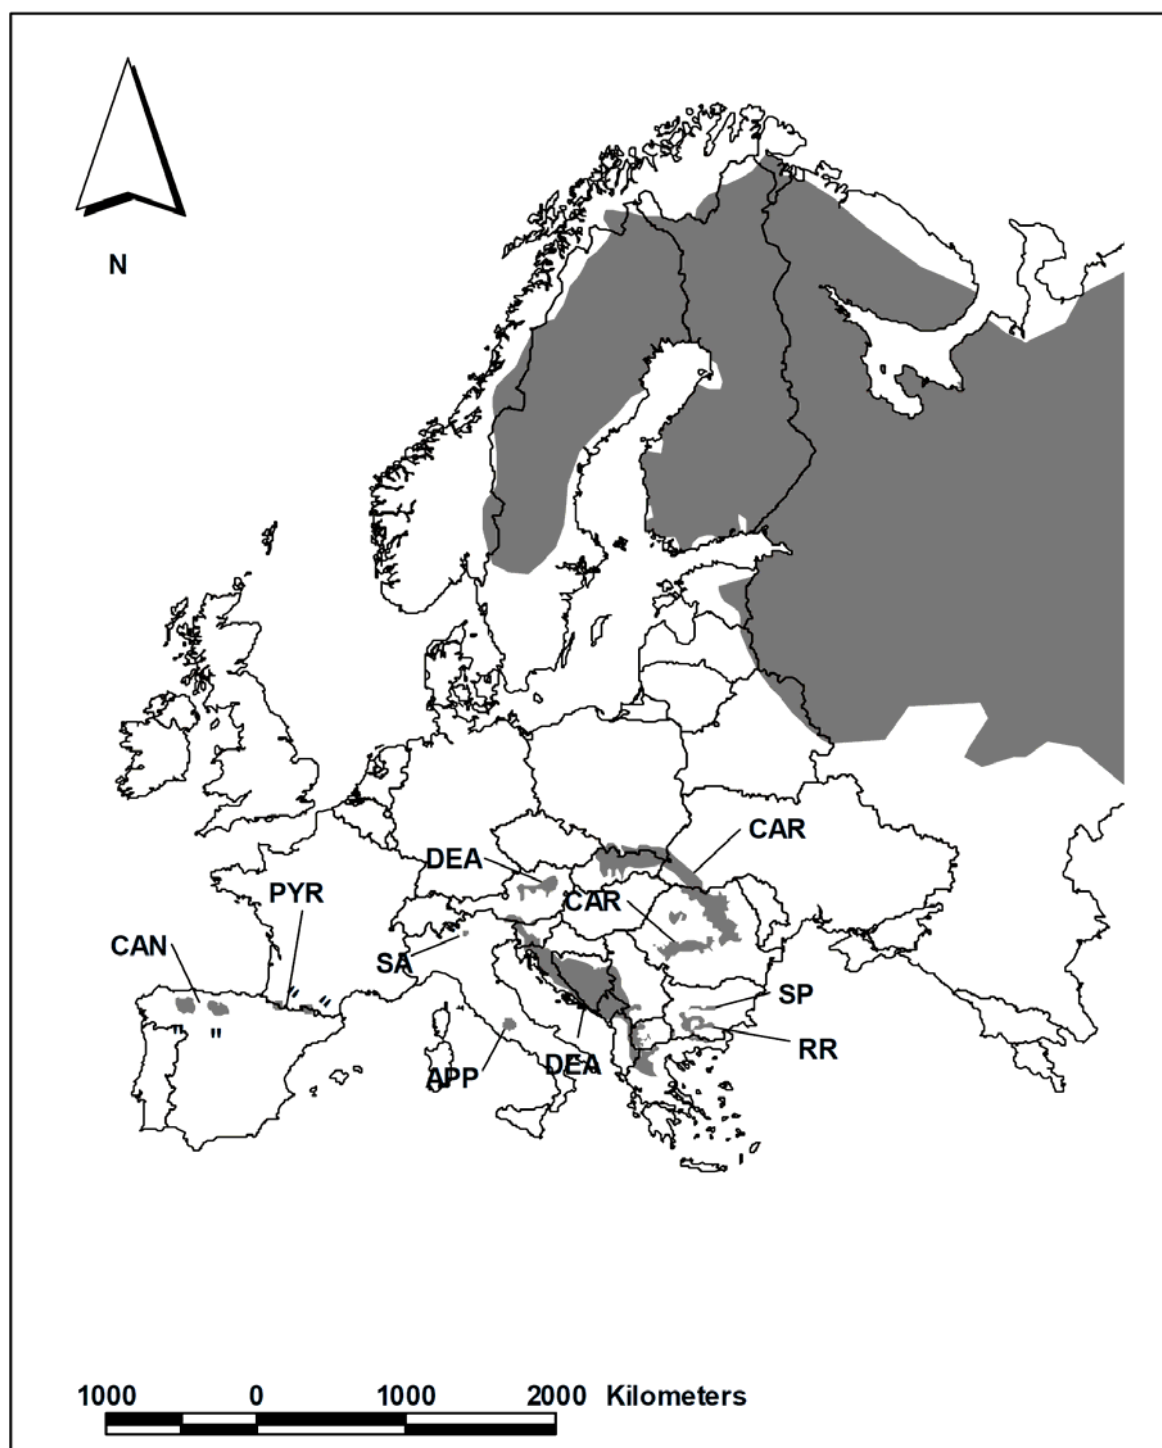 N
CAR
DEA
PYR
CAR
CAN
SA
SP
RR
DEA
APP
" "
" "
1000 0 1000 2000 Kilometers